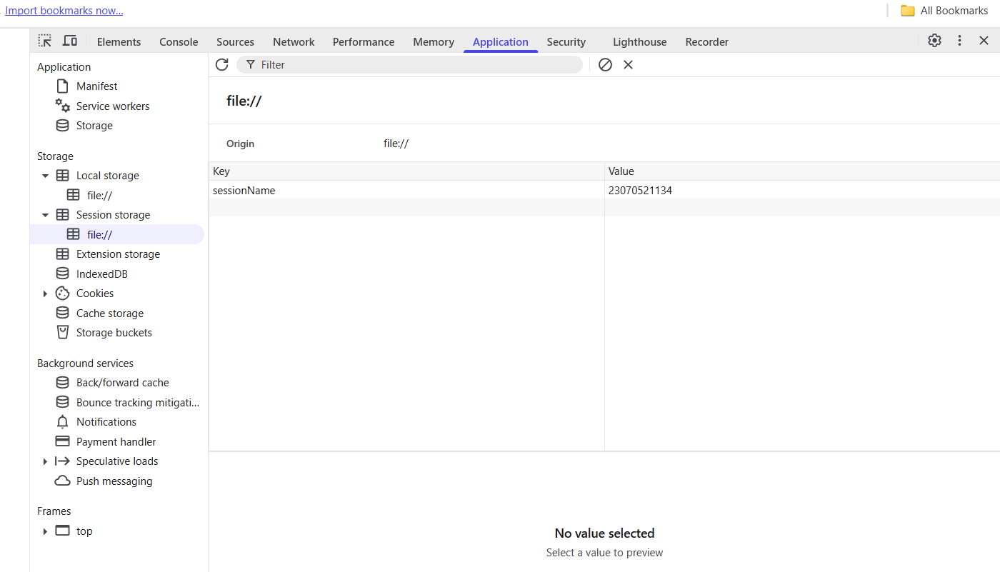 Import bookmarks now...
All Bookmarks
Elements Console Sources Network Performance Memory Application Security Lighthouse Recorder
Application
Manifest
Service workers
Storage
Storage
Local storage
file://
Session storage
file://
Extension storage
IndexedDB
Cookies
Cache storage
Storage buckets
Background services
Back/forward cache
Bounce tracking mitigati...
Notifications
Payment handler
Speculative loads
Push messaging
Frames
top
Filter
file://
Origin file://
Key Value
sessionName 23070521134
No value selected
Select a value to preview